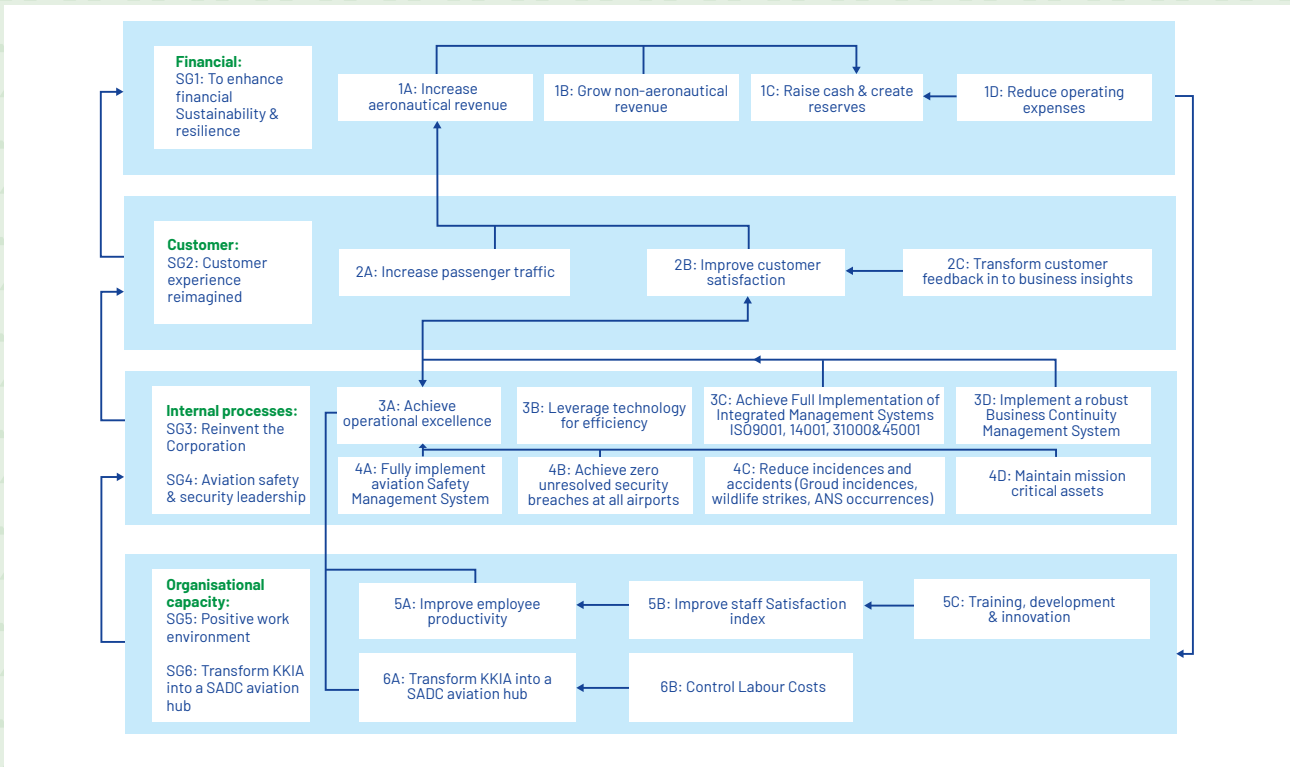 Financial:
SG1: To enhance
financial
Sustainability &
resilience
1A: Increase
aeronautical revenue
1B: Grow non-aeronautical
revenue
1C: Raise cash & create
reserves
1D: Reduce operating
expenses
Customer:
SG2: Customer
experience
reimagined
2A: Increase passenger traffic
2B: Improve customer
satisfaction
2C: Transform customer
feedback in to business insights
Internal processes:
SG3: Reinvent the
Corporation
SG4: Aviation safety
& security leadership
3A: Achieve
operational excellence
3B: Leverage technology
for efficiency
3C: Achieve Full Implementation of
Integrated Management Systems
ISO9001, 14001, 31000&45001
3D: Implement a robust
Business Continuity
Management System
4A: Fully implement
aviation Safety
Management System
4B: Achieve zero
unresolved security
breaches at all airports
4C: Reduce incidences and
accidents (Groud incidences,
wildlife strikes, ANS occurrences)
4D: Maintain mission
critical assets
Organisational
capacity:
SG5: Positive work
environment
SG6: Transform KKIA
into a SADC aviation
hub
5A: Improve employee
productivity
5B: Improve staff Satisfaction
index
5C: Training, development
& innovation
6A: Transform KKIA into a
SADC aviation hub
6B: Control Labour Costs